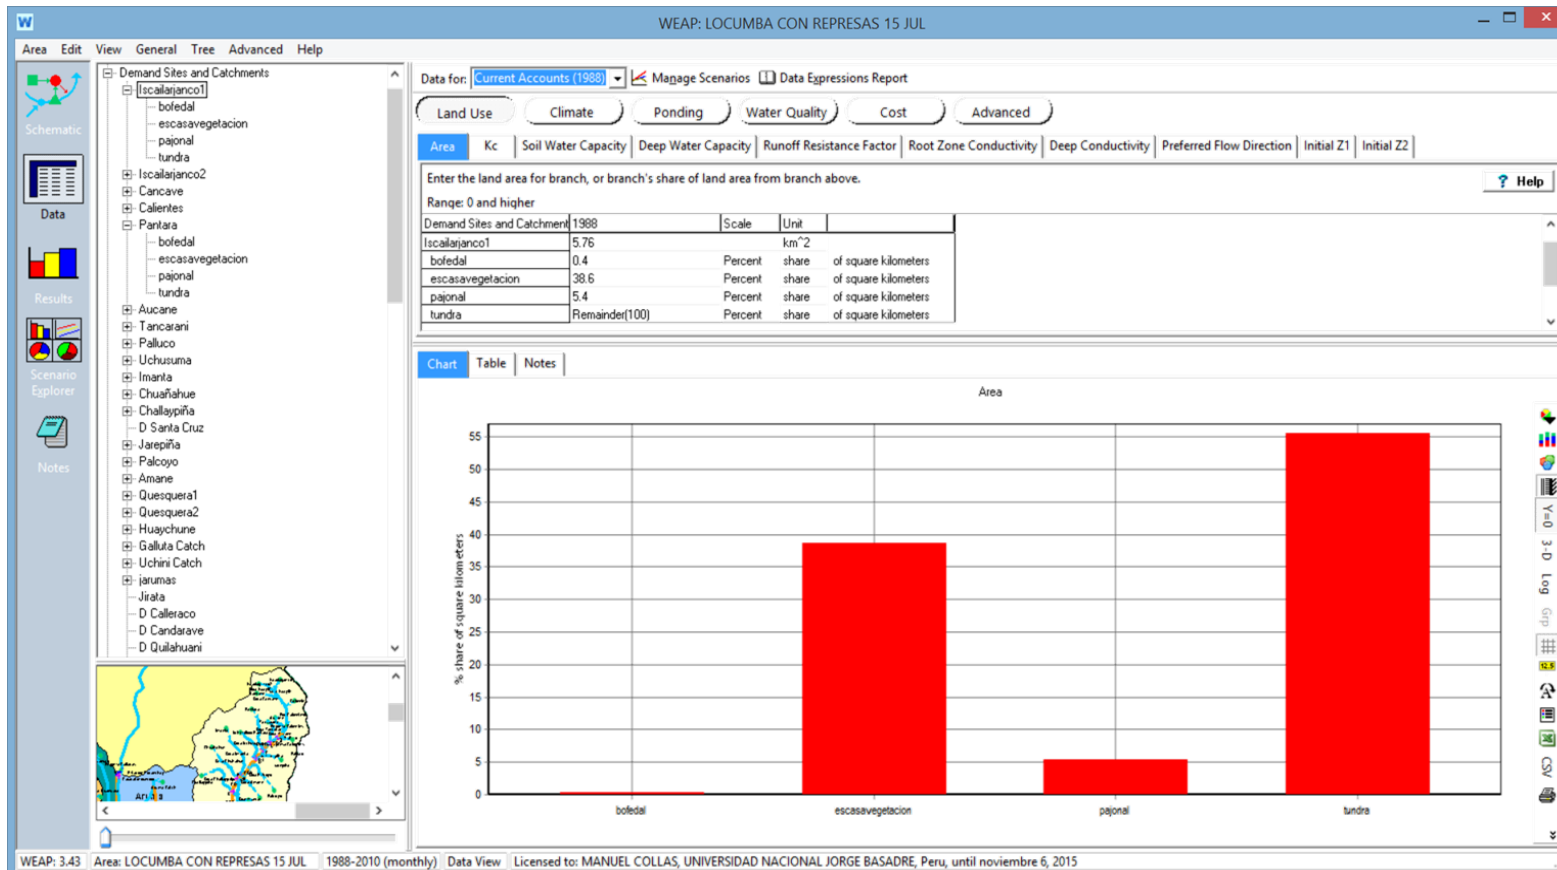 WEAP: LOCUMBA CON REPRESAS 15 JUL
Area Edit View General Tree Advanced Help
Schematic
Data
Results
Scenario Explorer
Notes
Demand Sites and Catchments
Iscailarjanco1
bofedal
escasavegetacion
pajonal
tundra
Iscailarjanco2
Cancave
Calientes
Pantara
bofedal
escasavegetacion
pajonal
tundra
Aucane
Tancarani
Palluco
Uchusuma
Imanta
Chuañahue
Challaypiña
D Santa Cruz
Jarepiña
Palcoyo
Amane
Quesquera1
Quesquera2
Huaychune
Galluta Catch
Uchini Catch
jarumas
Jirata
D Calleraco
D Candarave
D Quilahuani
Data for: Current Accounts (1988) Manage Scenarios Data Expressions Report
Land Use Climate Ponding Water Quality Cost Advanced
Area Kc Soil Water Capacity Deep Water Capacity Runoff Resistance Factor Root Zone Conductivity Deep Conductivity Preferred Flow Direction Initial Z1 Initial Z2
Enter the land area for branch, or branch's share of land area from branch above.
? Help
Range: 0 and higher
Demand Sites and Catchment 1988 Scale Unit
Iscailarjanco1 5.76 km^2
bofedal 0.4 Percent share of square kilometers
escasavegetacion 38.6 Percent share of square kilometers
pajonal 5.4 Percent share of square kilometers
tundra Remainder(100) Percent share of square kilometers
Chart Table Notes
Area
% share of square kilometers
55
50
45
40
35
30
25
20
15
10
5
0
bofedal escasavegetacion pajonal tundra
Y=0
3-D
Log
Grp
12.5
CSV
WEAP: 3.43 Area: LOCUMBA CON REPRESAS 15 JUL 1988-2010 (monthly) Data View Licensed to: MANUEL COLLAS, UNIVERSIDAD NACIONAL JORGE BASADRE, Peru, until noviembre 6, 2015